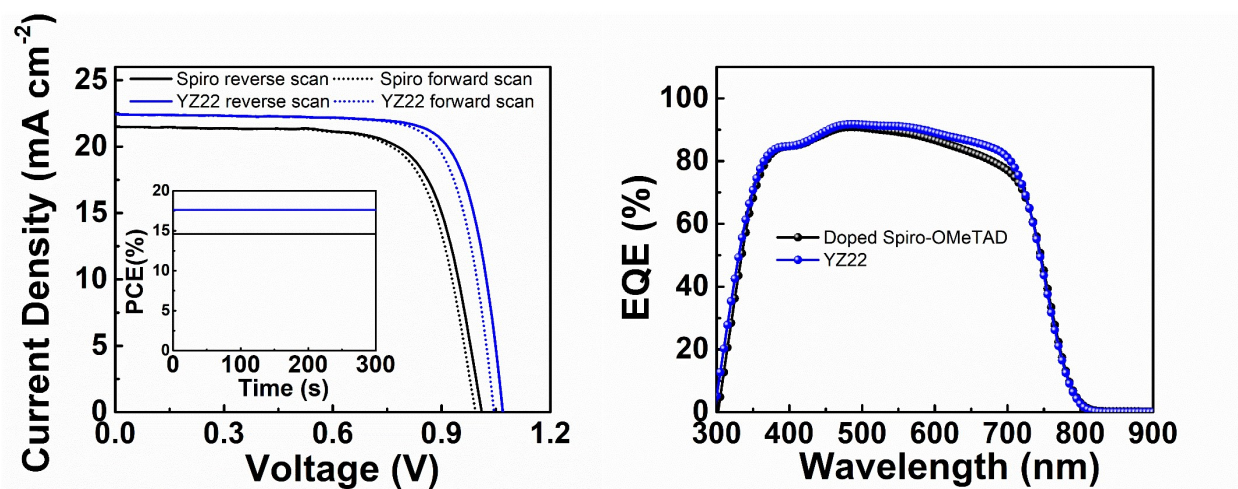 Current Density (mA cm-2)
25
20
15
10
5
0
Spiro reverse scan
Spiro forward scan
YZ22 reverse scan
YZ22 forward scan
PCE(%)
20
15
10
5
0
0 100 200 300
Time (s)
0.0 0.3 0.6 0.9 1.2
Voltage (V)
EQE (%)
100
80
60
40
20
0
Doped Spiro-OMeTAD
YZ22
300 400 500 600 700 800 900
Wavelength (nm)